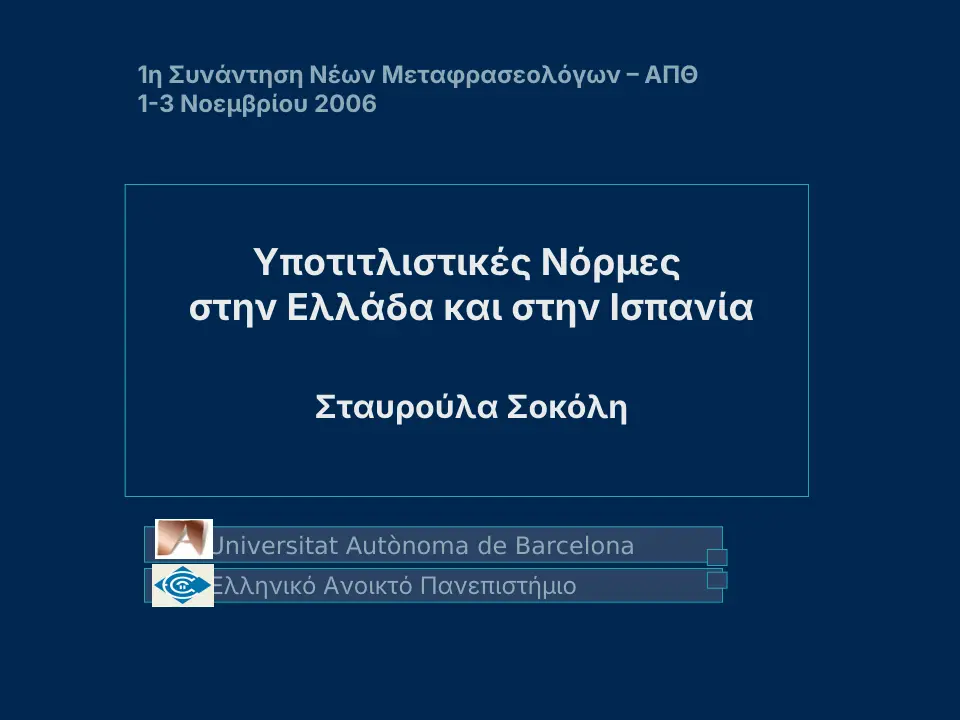 1η Συνάντηση Νέων Μεταφρασεολόγων – ΑΠΘ
1-3 Νοεμβρίου 2006
Υποτιτλιστικές Νόρμες
στην Ελλάδα και στην Ισπανία
Σταυρούλα Σοκόλη
Universitat Autònoma de Barcelona
Ελληνικό Ανοικτό Πανεπιστήμιο